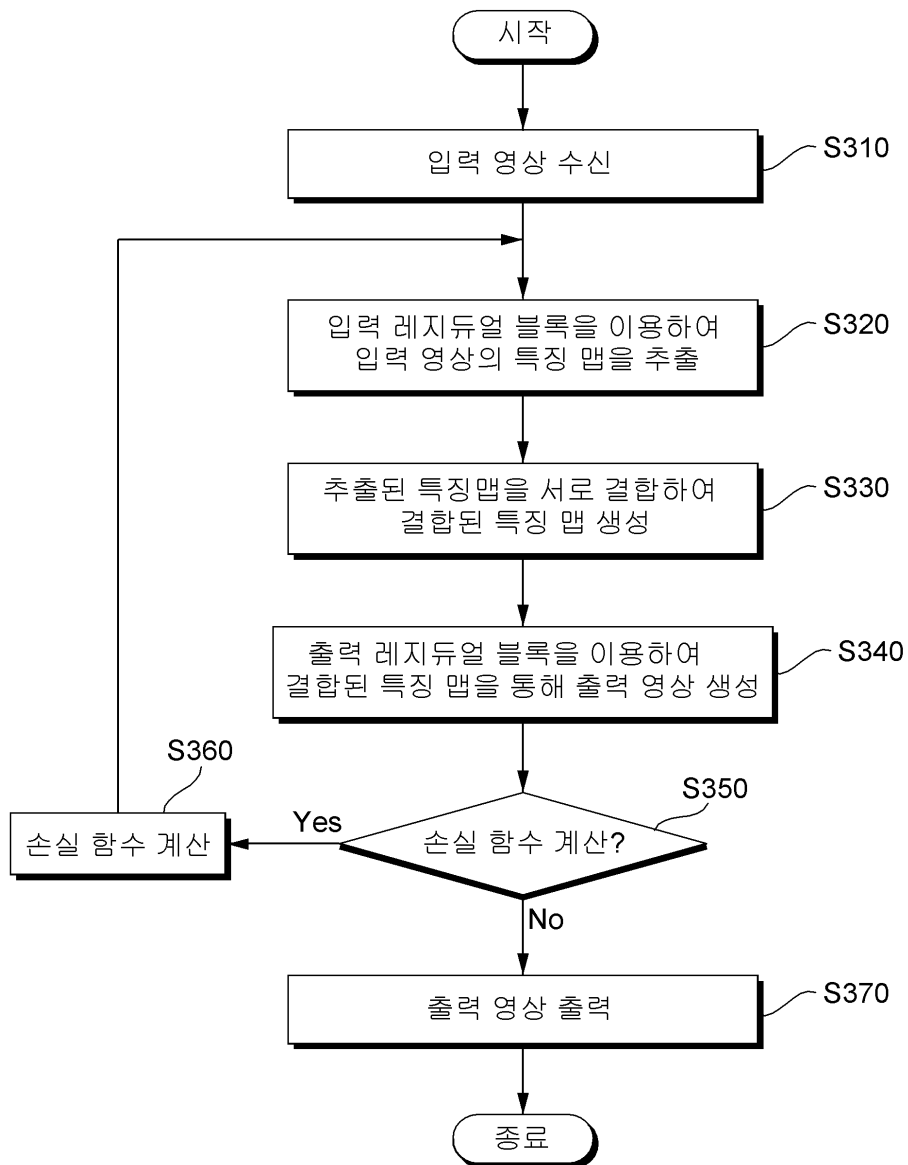 시작
입력 영상 수신
S310
입력 레지듀얼 블록을 이용하여
입력 영상의 특징 맵을 추출
S320
추출된 특징맵을 서로 결합하여
결합된 특징 맵 생성
S330
출력 레지듀얼 블록을 이용하여
결합된 특징 맵을 통해 출력 영상 생성
S340
S350
손실 함수 계산?
Yes
S360
손실 함수 계산
No
출력 영상 출력
S370
종료